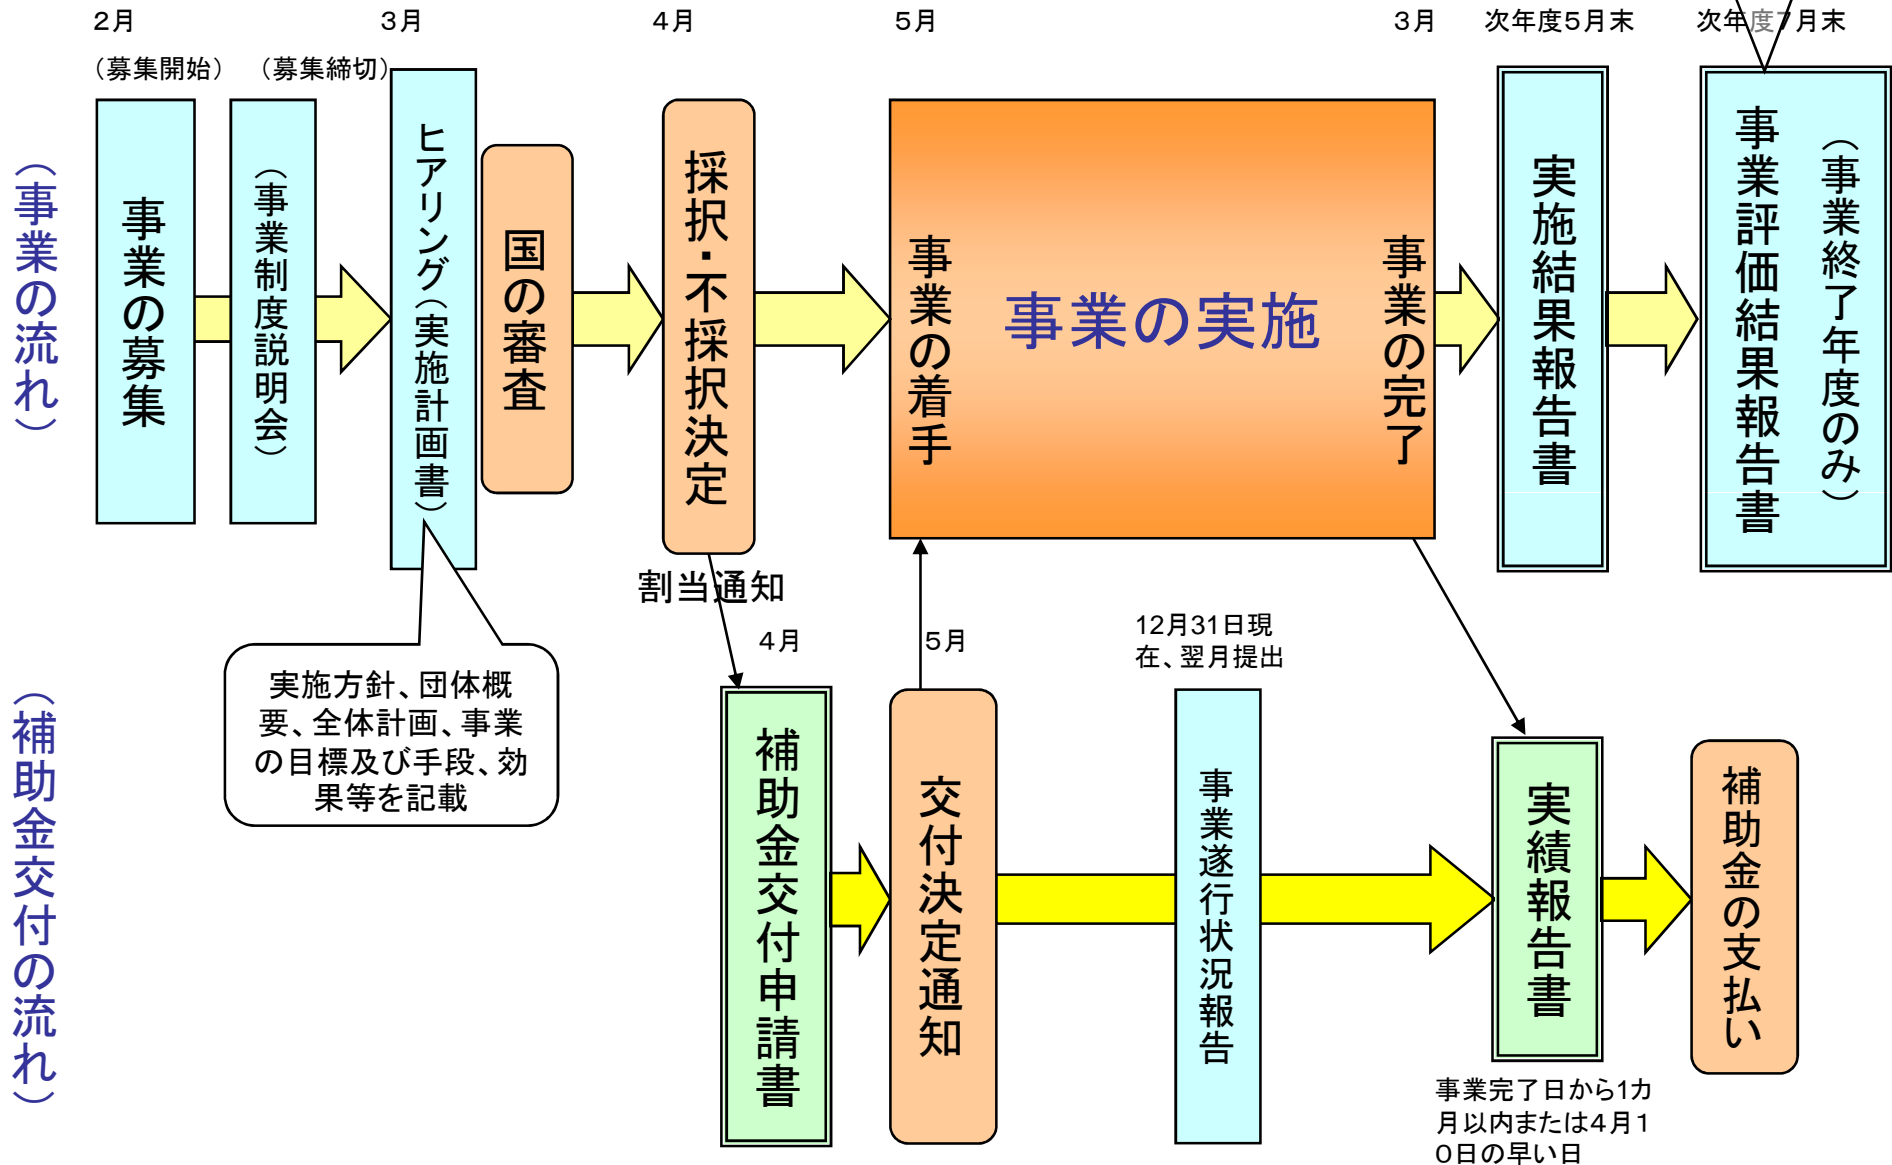 2月
3月
4月
5月
3月
次年度5月末
次年度7月末
（募集開始）
（募集締切）
（事業の流れ）
事業の募集
（事業制度説明会）
ヒアリング（実施計画書）
国の審査
採択・不採択決定
事業の着手
事業の実施
事業の完了
実施結果報告書
事業評価結果報告書
（事業終了年度のみ）
割当通知
実施方針、団体概
要、全体計画、事業
の目標及び手段、効
果等を記載
（補助金交付の流れ）
4月
5月
12月31日現
在、翌月提出
補助金交付申請書
交付決定通知
事業遂行状況報告
実績報告書
補助金の支払い
事業完了日から1カ
月以内または4月1
0日の早い日